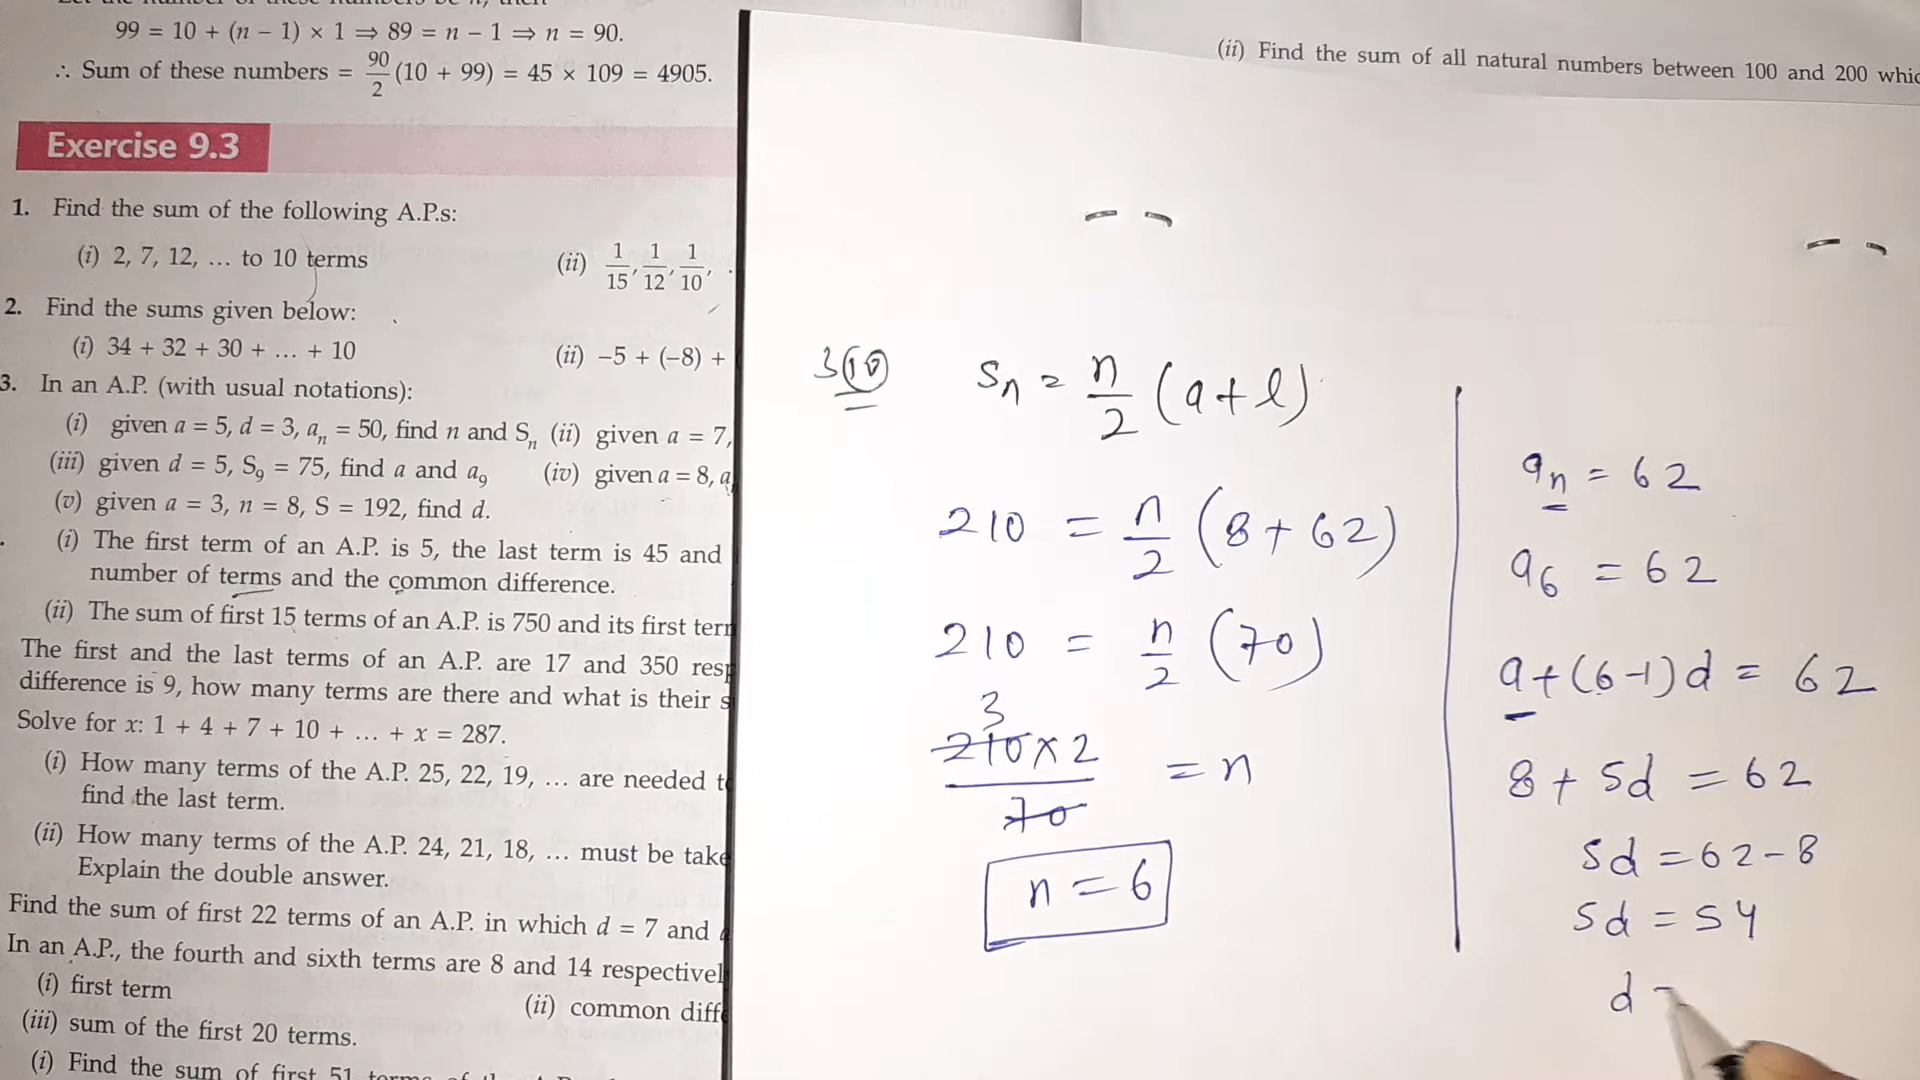 99 = 10 + (n − 1) × 1 ⇒ 89 = n − 1 ⇒ n = 90.
∴ Sum of these numbers = 90/2 (10 + 99) = 45 × 109 = 4905.
Exercise 9.3
1. Find the sum of the following A.P.s:
(i) 2, 7, 12, ... to 10 terms
(ii) 1/15, 1/12, 1/10,
2. Find the sums given below:
(i) 34 + 32 + 30 + ... + 10
(ii) −5 + (−8) +
3. In an A.P. (with usual notations):
(i) given a = 5, d = 3, aₙ = 50, find n and Sₙ (ii) given a = 7,
(iii) given d = 5, S₉ = 75, find a and a₉ (iv) given a = 8, a
(v) given a = 3, n = 8, S = 192, find d.
(i) The first term of an A.P. is 5, the last term is 45 and
number of terms and the common difference.
(ii) The sum of first 15 terms of an A.P. is 750 and its first
The first and the last terms of an A.P. are 17 and 350
difference is 9, how many terms are there and what is their
Solve for x: 1 + 4 + 7 + 10 + ... + x = 287.
(i) How many terms of the A.P. 25, 22, 19, ... are needed
find the last term.
(ii) How many terms of the A.P. 24, 21, 18, ... must be
Explain the double answer.
Find the sum of first 22 terms of an A.P. in which d = 7 and
In an A.P., the fourth and sixth terms are 8 and 14
(i) first term
(ii) common
(iii) sum of the first 20 terms.
(i) Find the sum of first 51 terms of
(ii) Find the sum of all natural numbers between 100 and 200
Sₙ = n/2 (a + l)
210 = n/2 (8 + 62)
210 = n/2 (70)
3
210 × 2 / 70 = n
n = 6
aₙ = 62
a₆ = 62
a + (6-1)d = 62
8 + 5d = 62
5d = 62 - 8
5d = 54
d =